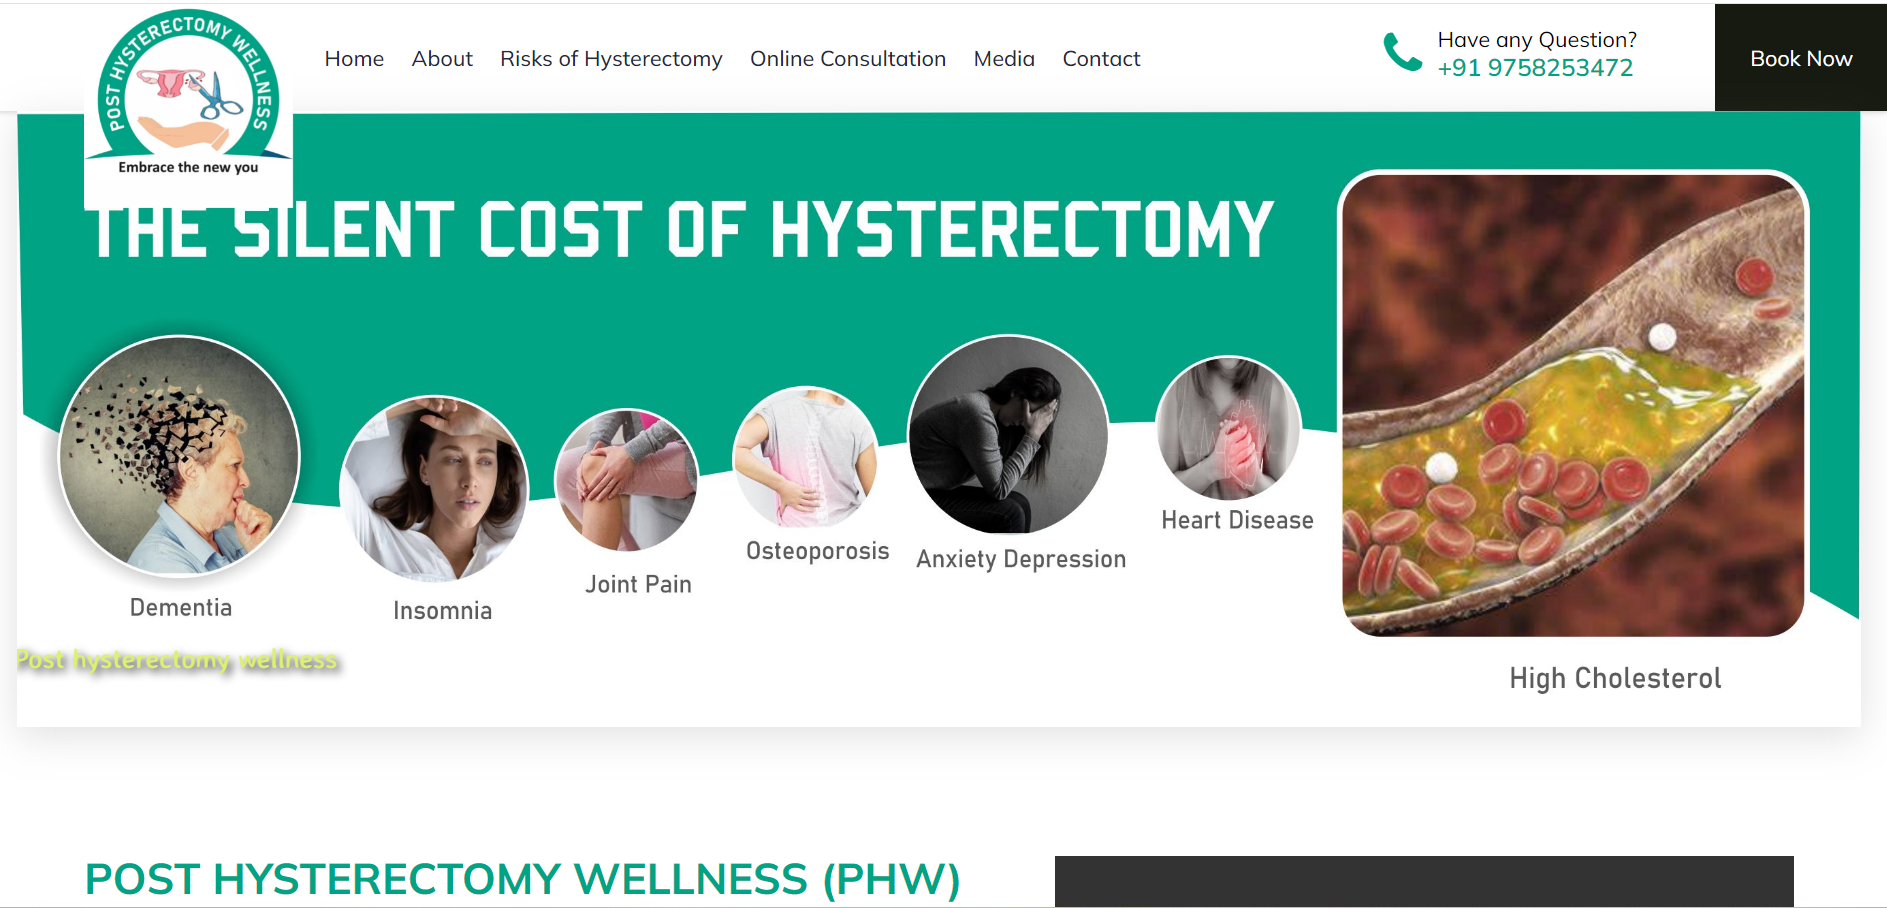 POST HYSTERECTOMY WELLNESS
Embrace the new you
Home About Risks of Hysterectomy Online Consultation Media Contact
Have any Question?
+91 9758253472
Book Now
THE SILENT COST OF HYSTERECTOMY
Dementia
Insomnia
Joint Pain
Osteoporosis
Anxiety Depression
Heart Disease
High Cholesterol
Post hysterectomy wellness
POST HYSTERECTOMY WELLNESS (PHW)